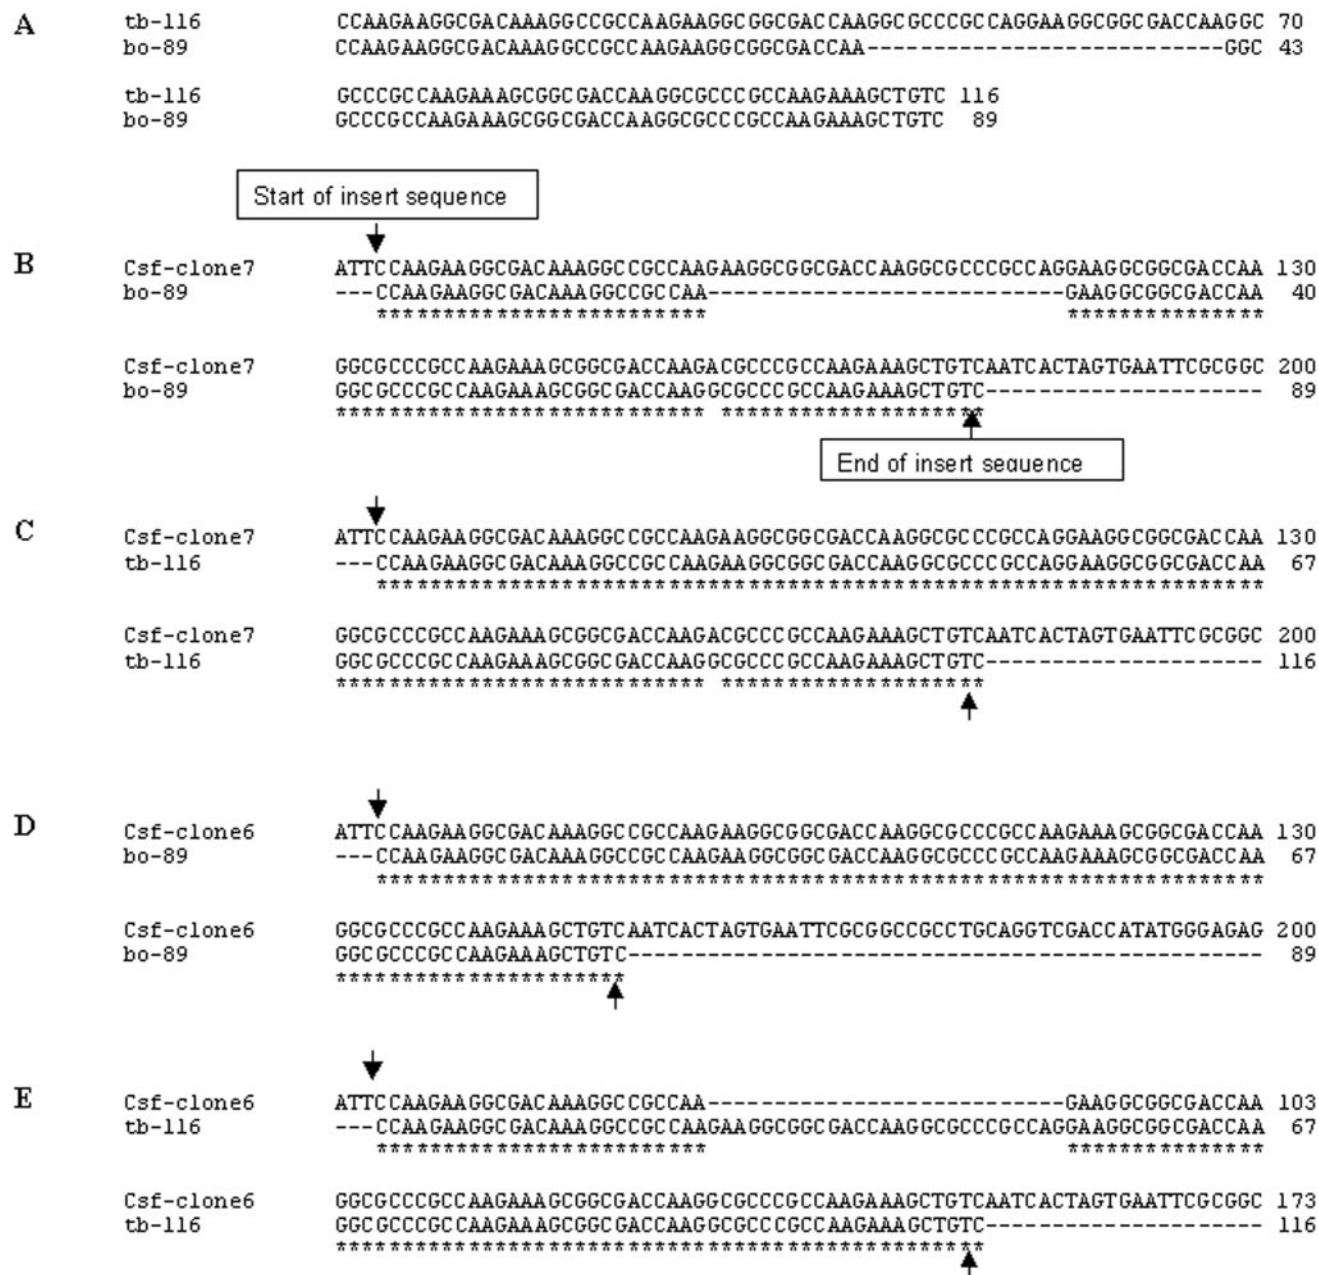 A
tb-116 CCAAGAAGGCGACAAAGGCCGCCAAGAAGGCGGCGACCAAGGCGCCCGCCAGGAAGGCGGCGACCAAGGC 70
bo-89 CCAAGAAGGCGACAAAGGCCGCCAAGAAGGCGGCGACCAA---------------------------GGC 43
tb-116 GCCCGCCAAGAAAGCGGCGACCAAGGCGCCCGCCAAGAAAGCTGTC 116
bo-89 GCCCGCCAAGAAAGCGGCGACCAAGGCGCCCGCCAAGAAAGCTGTC 89
Start of insert sequence
B
Csf-clone7 ATTCCAAGAAGGCGACAAAGGCCGCCAAGAAGGCGGCGACCAAGGCGCCCGCCAGGAAGGCGGCGACCAA 130
bo-89 ---CCAAGAAGGCGACAAAGGCCGCCAA---------------------------GAAGGCGGCGACCAA 40
************************* ***************
Csf-clone7 GGCGCCCGCCAAGAAAGCGGCGACCAAGACGCCCGCCAAGAAAGCTGTCAATCACTAGTGAATTCGCGGC 200
bo-89 GGCGCCCGCCAAGAAAGCGGCGACCAAGGCGCCCGCCAAGAAAGCTGTC--------------------- 89
**************************** ********************
End of insert sequence
C
Csf-clone7 ATTCCAAGAAGGCGACAAAGGCCGCCAAGAAGGCGGCGACCAAGGCGCCCGCCAGGAAGGCGGCGACCAA 130
tb-116 ---CCAAGAAGGCGACAAAGGCCGCCAAGAAGGCGGCGACCAAGGCGCCCGCCAGGAAGGCGGCGACCAA 67
*******************************************************************
Csf-clone7 GGCGCCCGCCAAGAAAGCGGCGACCAAGACGCCCGCCAAGAAAGCTGTCAATCACTAGTGAATTCGCGGC 200
tb-116 GGCGCCCGCCAAGAAAGCGGCGACCAAGGCGCCCGCCAAGAAAGCTGTC--------------------- 116
**************************** ********************
D
Csf-clone6 ATTCCAAGAAGGCGACAAAGGCCGCCAAGAAGGCGGCGACCAAGGCGCCCGCCAAGAAAGCGGCGACCAA 130
bo-89 ---CCAAGAAGGCGACAAAGGCCGCCAAGAAGGCGGCGACCAAGGCGCCCGCCAAGAAAGCGGCGACCAA 67
*******************************************************************
Csf-clone6 GGCGCCCGCCAAGAAAGCTGTCAATCACTAGTGAATTCGCGGCCGCCTGCAGGTCGACCATATGGGAGAG 200
bo-89 GGCGCCCGCCAAGAAAGCTGTC------------------------------------------------ 89
**********************
E
Csf-clone6 ATTCCAAGAAGGCGACAAAGGCCGCCAA---------------------------GAAGGCGGCGACCAA 103
tb-116 ---CCAAGAAGGCGACAAAGGCCGCCAAGAAGGCGGCGACCAAGGCGCCCGCCAGGAAGGCGGCGACCAA 67
************************* ***************
Csf-clone6 GGCGCCCGCCAAGAAAGCGGCGACCAAGGCGCCCGCCAAGAAAGCTGTCAATCACTAGTGAATTCGCGGC 173
tb-116 GGCGCCCGCCAAGAAAGCGGCGACCAAGGCGCCCGCCAAGAAAGCTGTC--------------------- 116
*************************************************